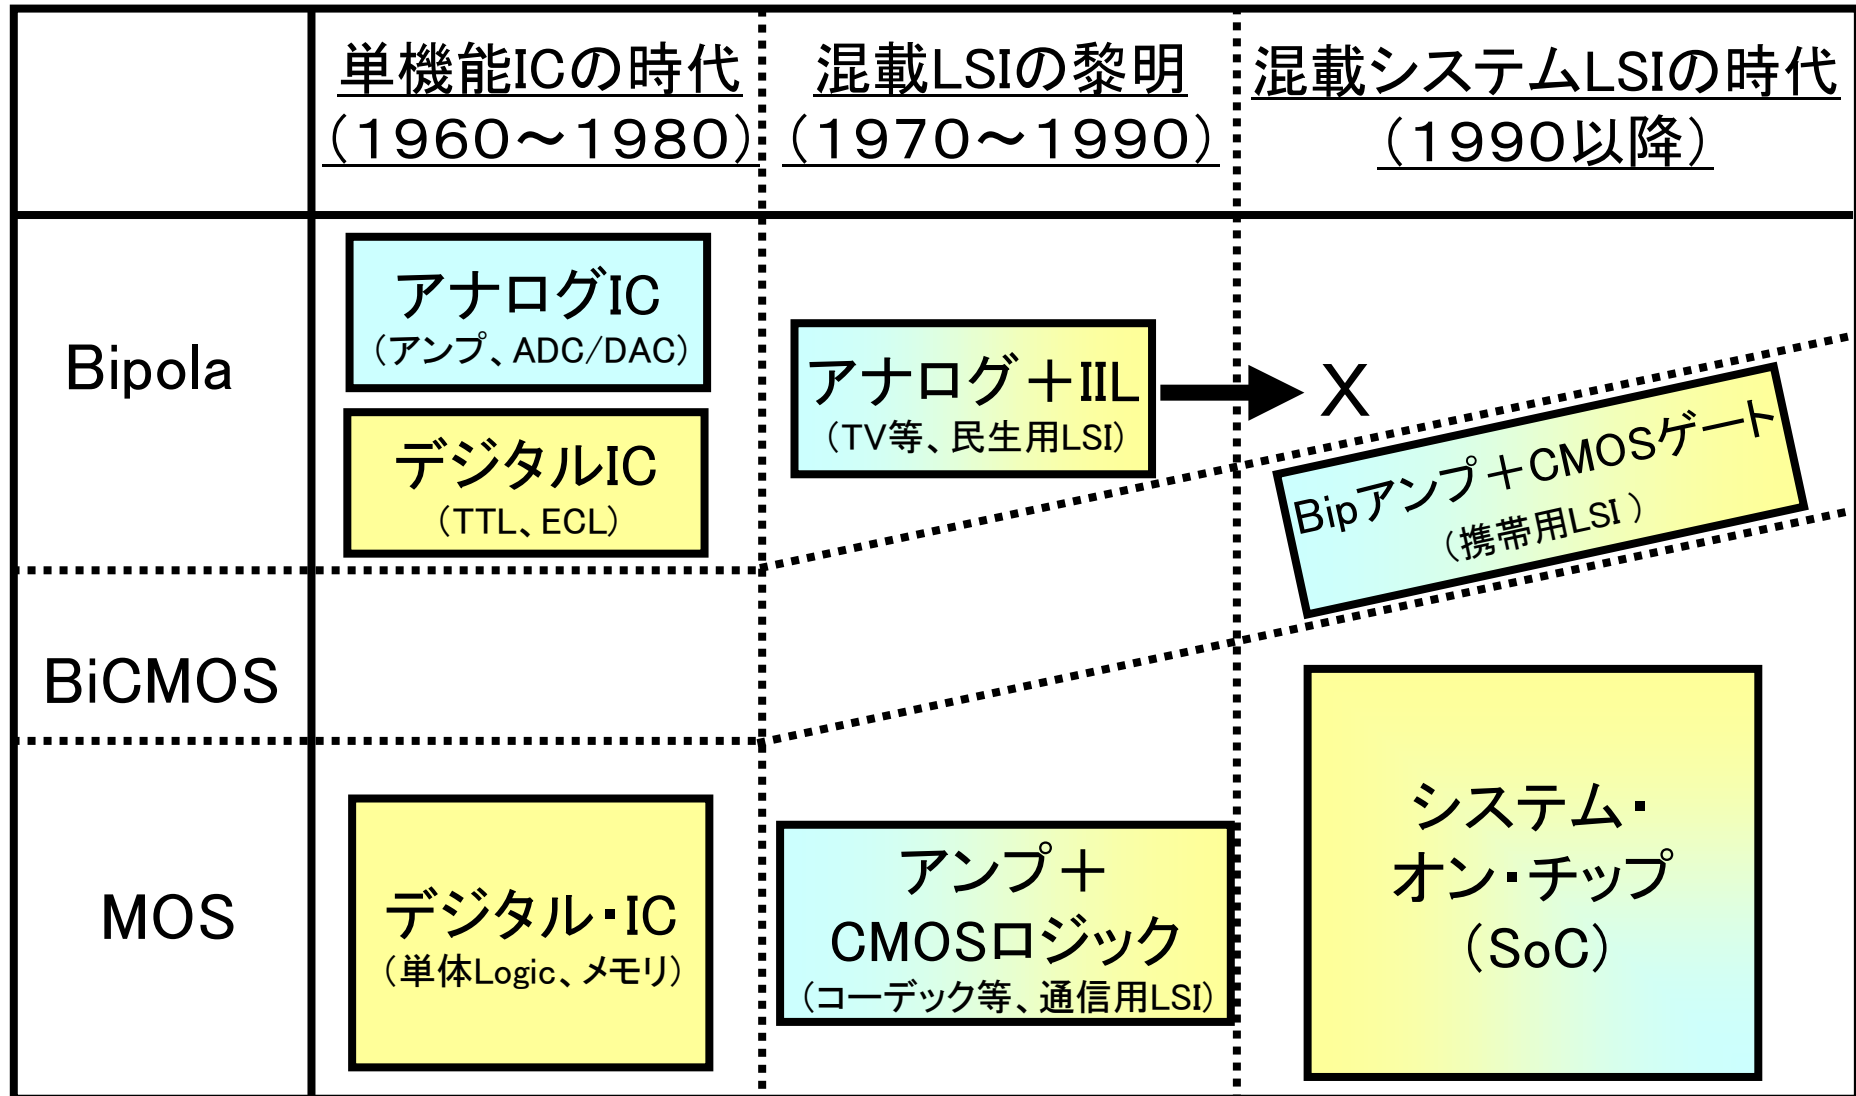 単機能ICの時代
（１９６０～１９８０）
混載LSIの黎明
（１９７０～１９９０）
混載システムLSIの時代
（１９９０以降）
Bipola
アナログIC
（アンプ、ADC/DAC）
デジタルIC
（TTL、ECL）
アナログ＋IIL
（TV等、民生用LSI）
X
Bipアンプ＋CMOSゲート
（携帯用LSI ）
BiCMOS
MOS
デジタル・IC
（単体Logic、メモリ）
アンプ＋
CMOSロジック
（コーデック等、通信用LSI）
システム・
オン・チップ
（SoC）